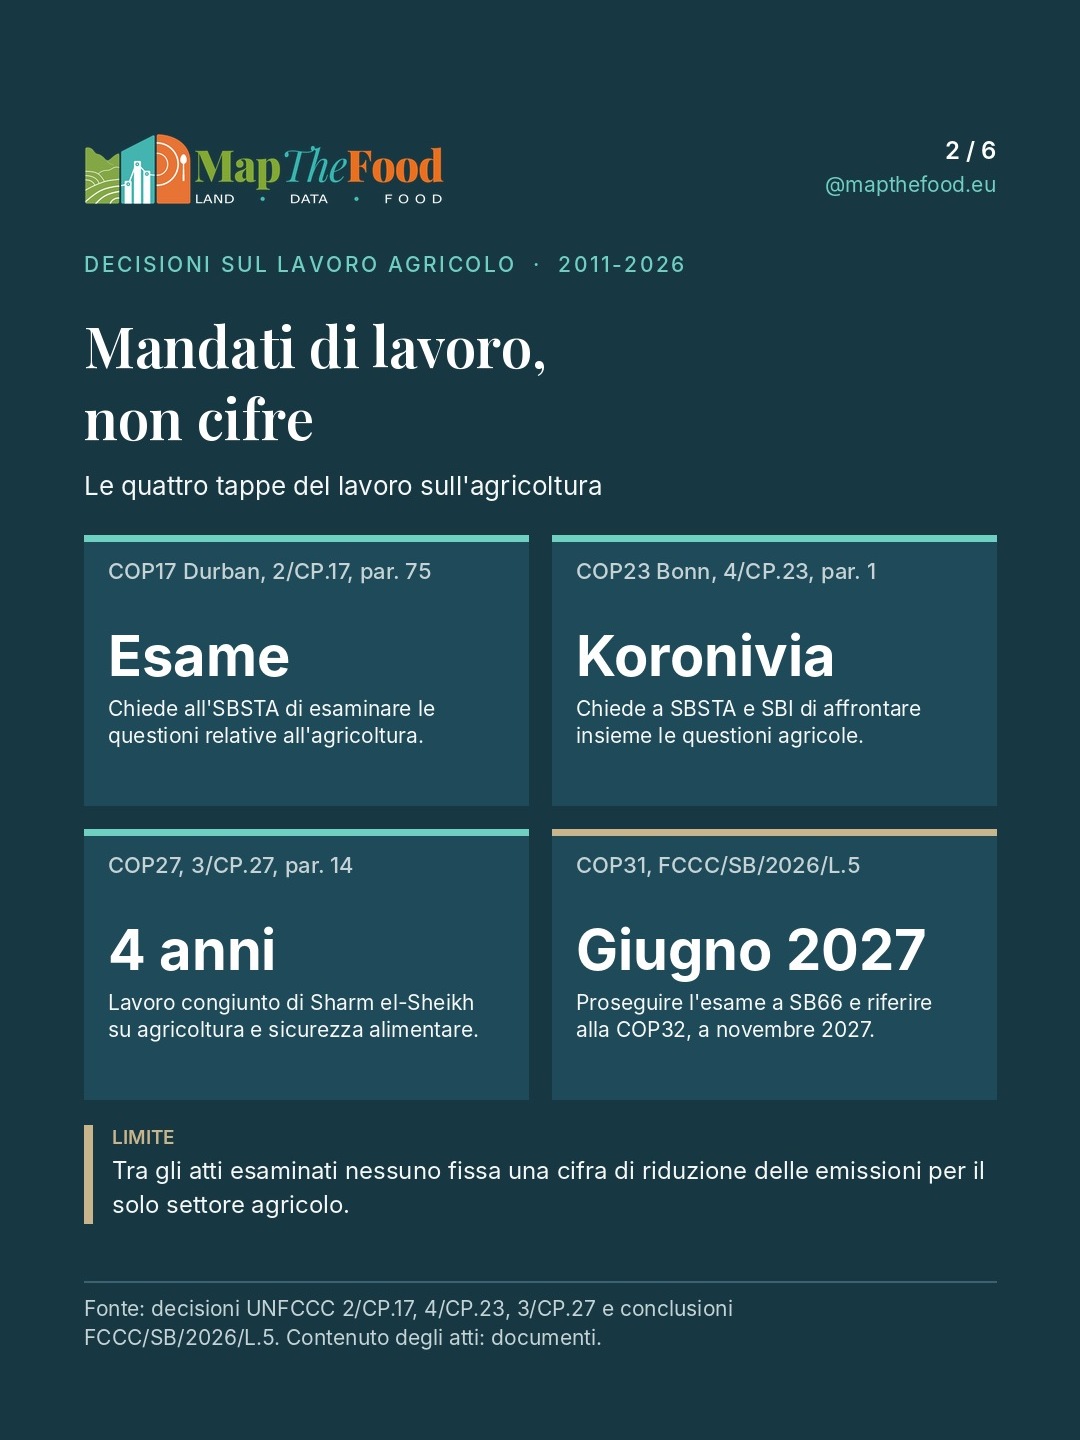 MapTheFood
LAND • DATA • FOOD
2 / 6
@mapthefood.eu
DECISIONI SUL LAVORO AGRICOLO · 2011-2026
Mandati di lavoro,
non cifre
Le quattro tappe del lavoro sull'agricoltura
COP17 Durban, 2/CP.17, par. 75
Esame
Chiede all'SBSTA di esaminare le
questioni relative all'agricoltura.
COP23 Bonn, 4/CP.23, par. 1
Koronivia
Chiede a SBSTA e SBI di affrontare
insieme le questioni agricole.
COP27, 3/CP.27, par. 14
4 anni
Lavoro congiunto di Sharm el-Sheikh
su agricoltura e sicurezza alimentare.
COP31, FCCC/SB/2026/L.5
Giugno 2027
Proseguire l'esame a SB66 e riferire
alla COP32, a novembre 2027.
LIMITE
Tra gli atti esaminati nessuno fissa una cifra di riduzione delle emissioni per il
solo settore agricolo.
Fonte: decisioni UNFCCC 2/CP.17, 4/CP.23, 3/CP.27 e conclusioni
FCCC/SB/2026/L.5. Contenuto degli atti: documenti.